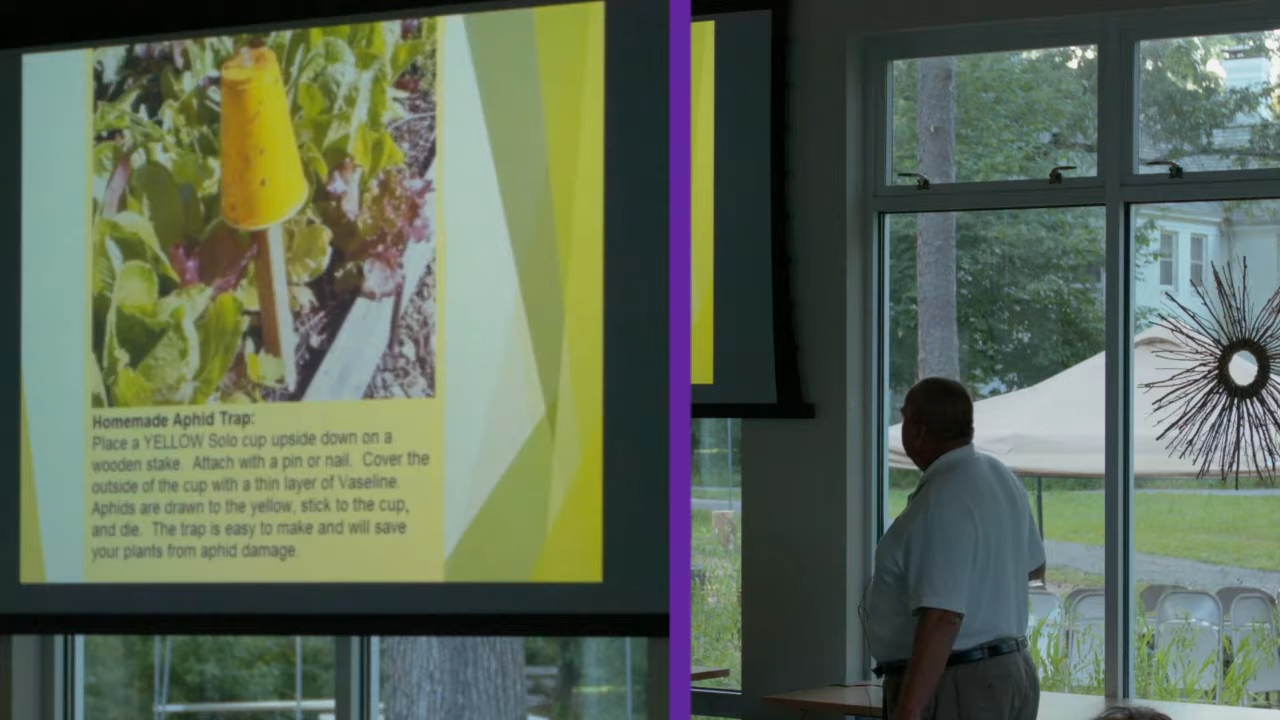 Homemade Aphid Trap:
Place a YELLOW Solo cup upside down on a
wooden stake. Attach with a pin or nail. Cover the
outside of the cup with a thin layer of Vaseline.
Aphids are drawn to the yellow, stick to the cup,
and die. The trap is easy to make and will save
your plants from aphid damage.